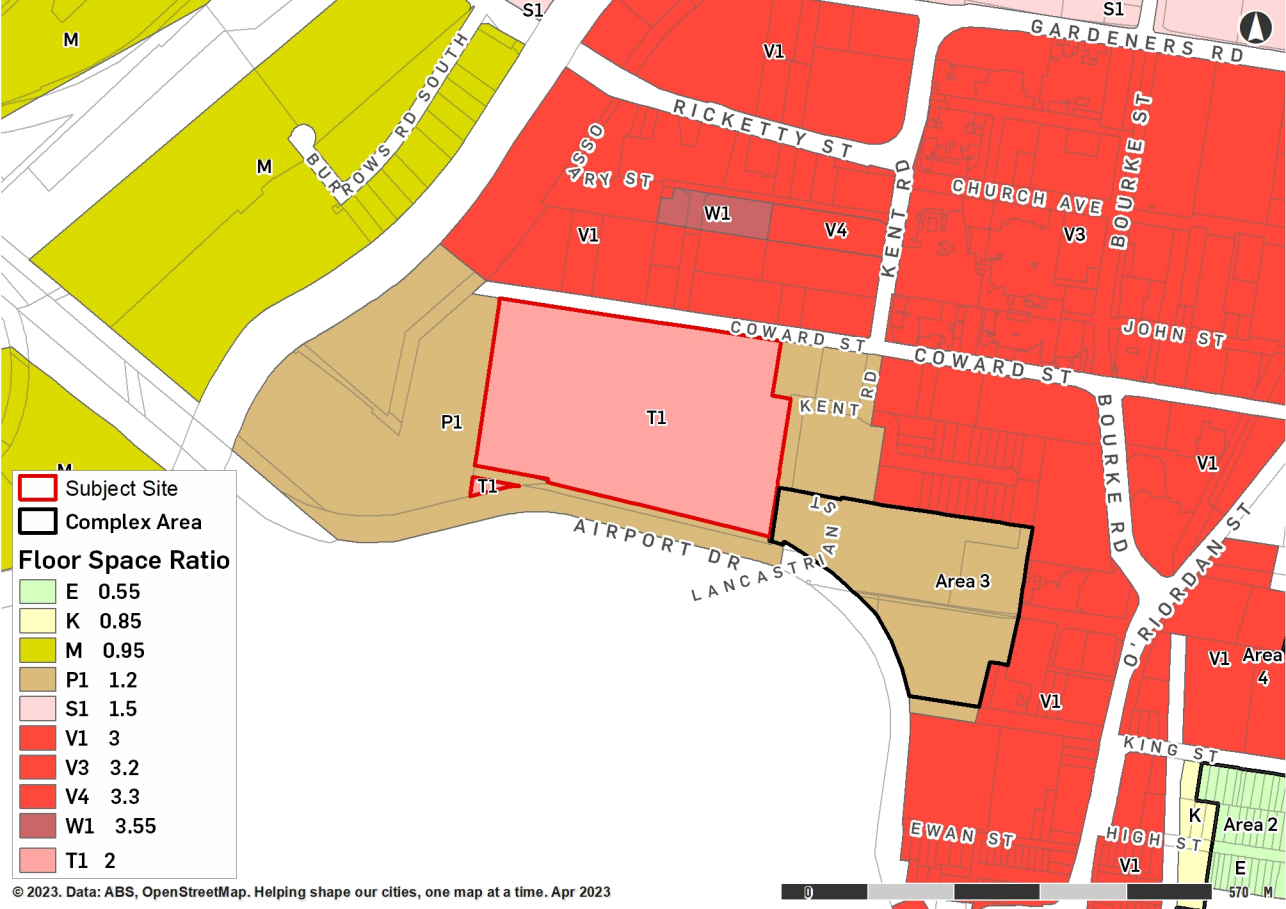 S1
S1
M
GARDENERS RD
V1
BURROWS RD SOUTH
RICKETTY ST
BOURKE ST
ASSO
ARY ST
M
KENT RD
CHURCH AVE
W1
V4
V1
V3
COWARD ST
JOHN ST
COWARD ST
KENT RD
P1
T1
BOURKE RD
V1
M
T1
LANCASTRIAN ST
AIRPORT DR
O'RIORDAN ST
Area 3
V1
Area
4
V1
KING ST
K
Area 2
EWAN ST
HIGH ST
V1
E
Subject Site
Complex Area
Floor Space Ratio
E 0.55
K 0.85
M 0.95
P1 1.2
S1 1.5
V1 3
V3 3.2
V4 3.3
W1 3.55
T1 2
© 2023. Data: ABS, OpenStreetMap. Helping shape our cities, one map at a time. Apr 2023
0 570 M